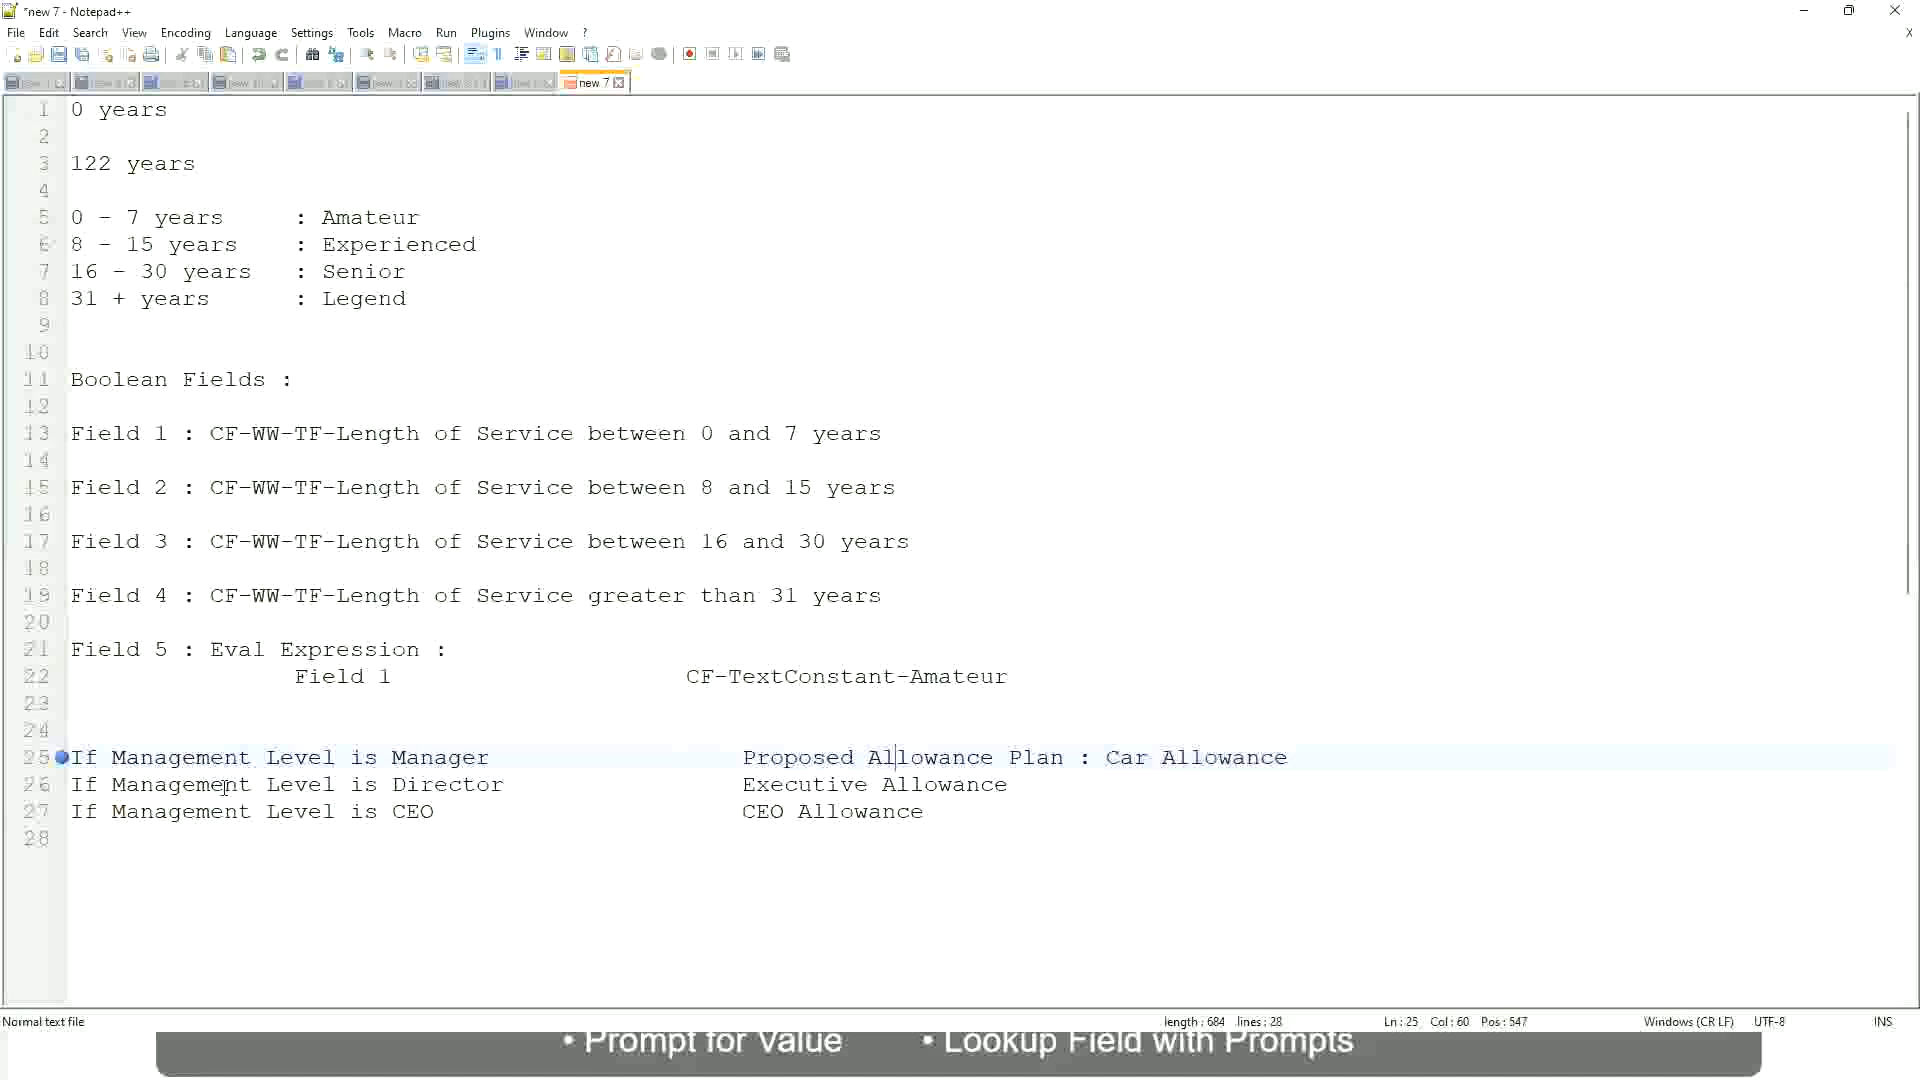 *new 7 - Notepad++
File Edit Search View Encoding Language Settings Tools Macro Run Plugins Window ? X
new 7
1 0 years
2
3 122 years
4
5 0 - 7 years : Amateur
6 8 - 15 years : Experienced
7 16 - 30 years : Senior
8 31 + years : Legend
9
10
11 Boolean Fields :
12
13 Field 1 : CF-WW-TF-Length of Service between 0 and 7 years
14
15 Field 2 : CF-WW-TF-Length of Service between 8 and 15 years
16
17 Field 3 : CF-WW-TF-Length of Service between 16 and 30 years
18
19 Field 4 : CF-WW-TF-Length of Service greater than 31 years
20
21 Field 5 : Eval Expression :
22 Field 1 CF-TextConstant-Amateur
23
24
25 If Management Level is Manager Proposed Allowance Plan : Car Allowance
26 If Management Level is Director Executive Allowance
27 If Management Level is CEO CEO Allowance
28
Normal text file length : 684 lines : 28 Ln : 25 Col : 60 Pos : 547 Windows (CR LF) UTF-8 INS
• Prompt for Value • Lookup Field with Prompts